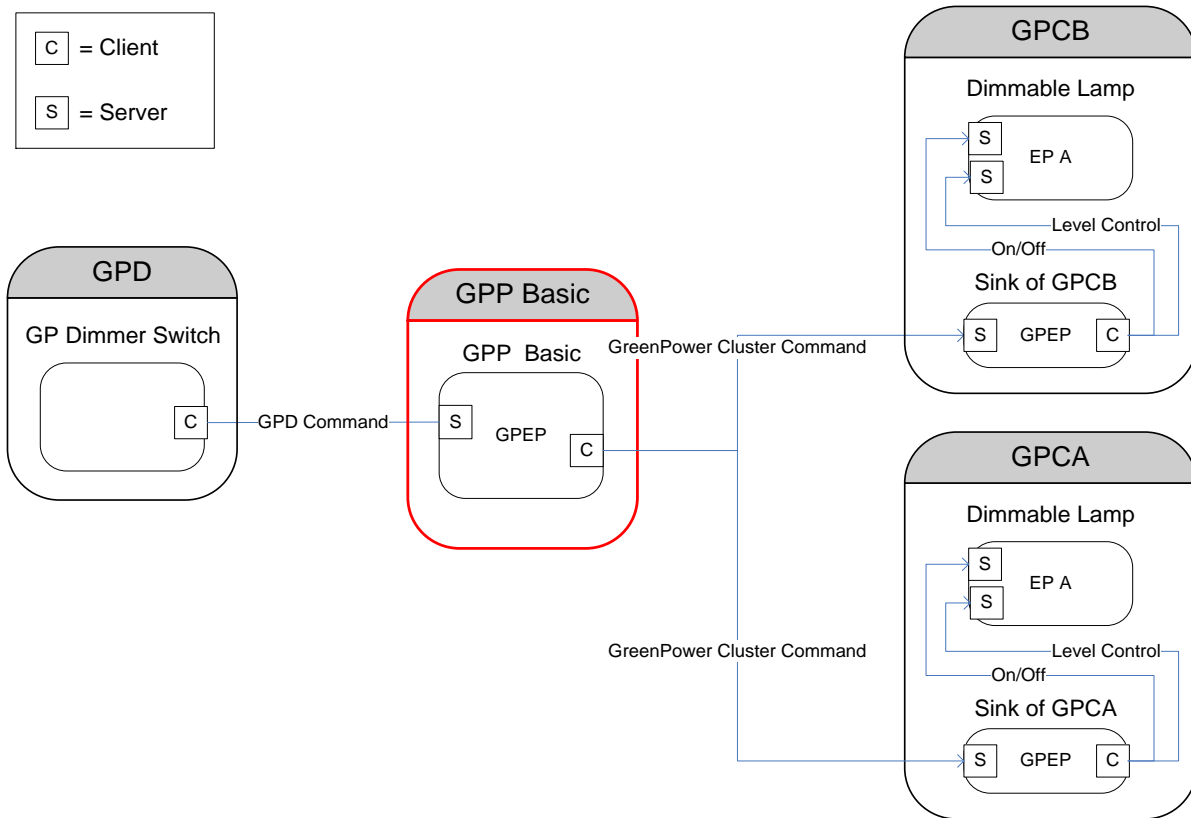 C = Client
S = Server
GPD
GP Dimmer Switch
C
GPD Command
GPP Basic
GPP Basic
S
GPEP
C
GreenPower Cluster Command
GreenPower Cluster Command
GPCB
Dimmable Lamp
S
EP A
S
Level Control
On/Off
Sink of GPCB
S
GPEP
C
GPCA
Dimmable Lamp
S
EP A
S
Level Control
On/Off
Sink of GPCA
S
GPEP
C